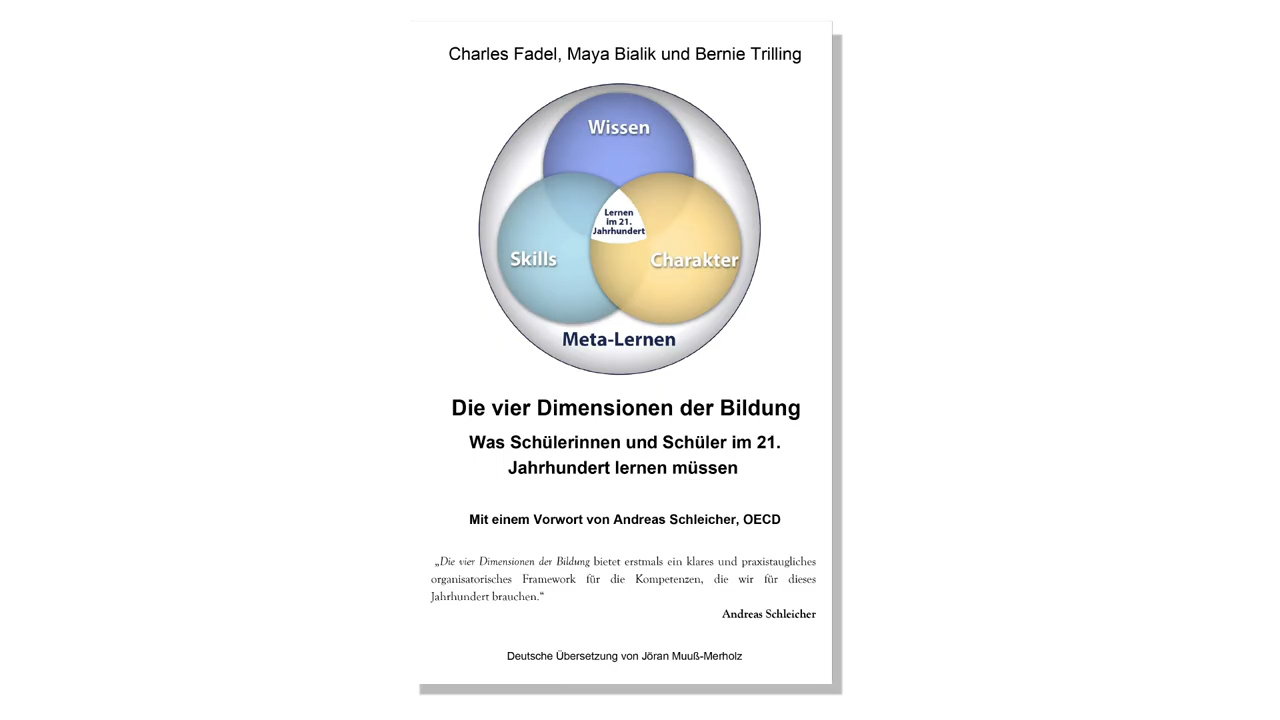 Charles Fadel, Maya Bialik und Bernie Trilling
Wissen
Lernen
im 21.
Jahrhundert
Skills
Charakter
Meta-Lernen
Die vier Dimensionen der Bildung
Was Schülerinnen und Schüler im 21.
Jahrhundert lernen müssen
Mit einem Vorwort von Andreas Schleicher, OECD
„Die vier Dimensionen der Bildung bietet erstmals ein klares und praxistaugliches
organisatorisches Framework für die Kompetenzen, die wir für dieses
Jahrhundert brauchen.“
Andreas Schleicher
Deutsche Übersetzung von Jöran Muuß-Merholz